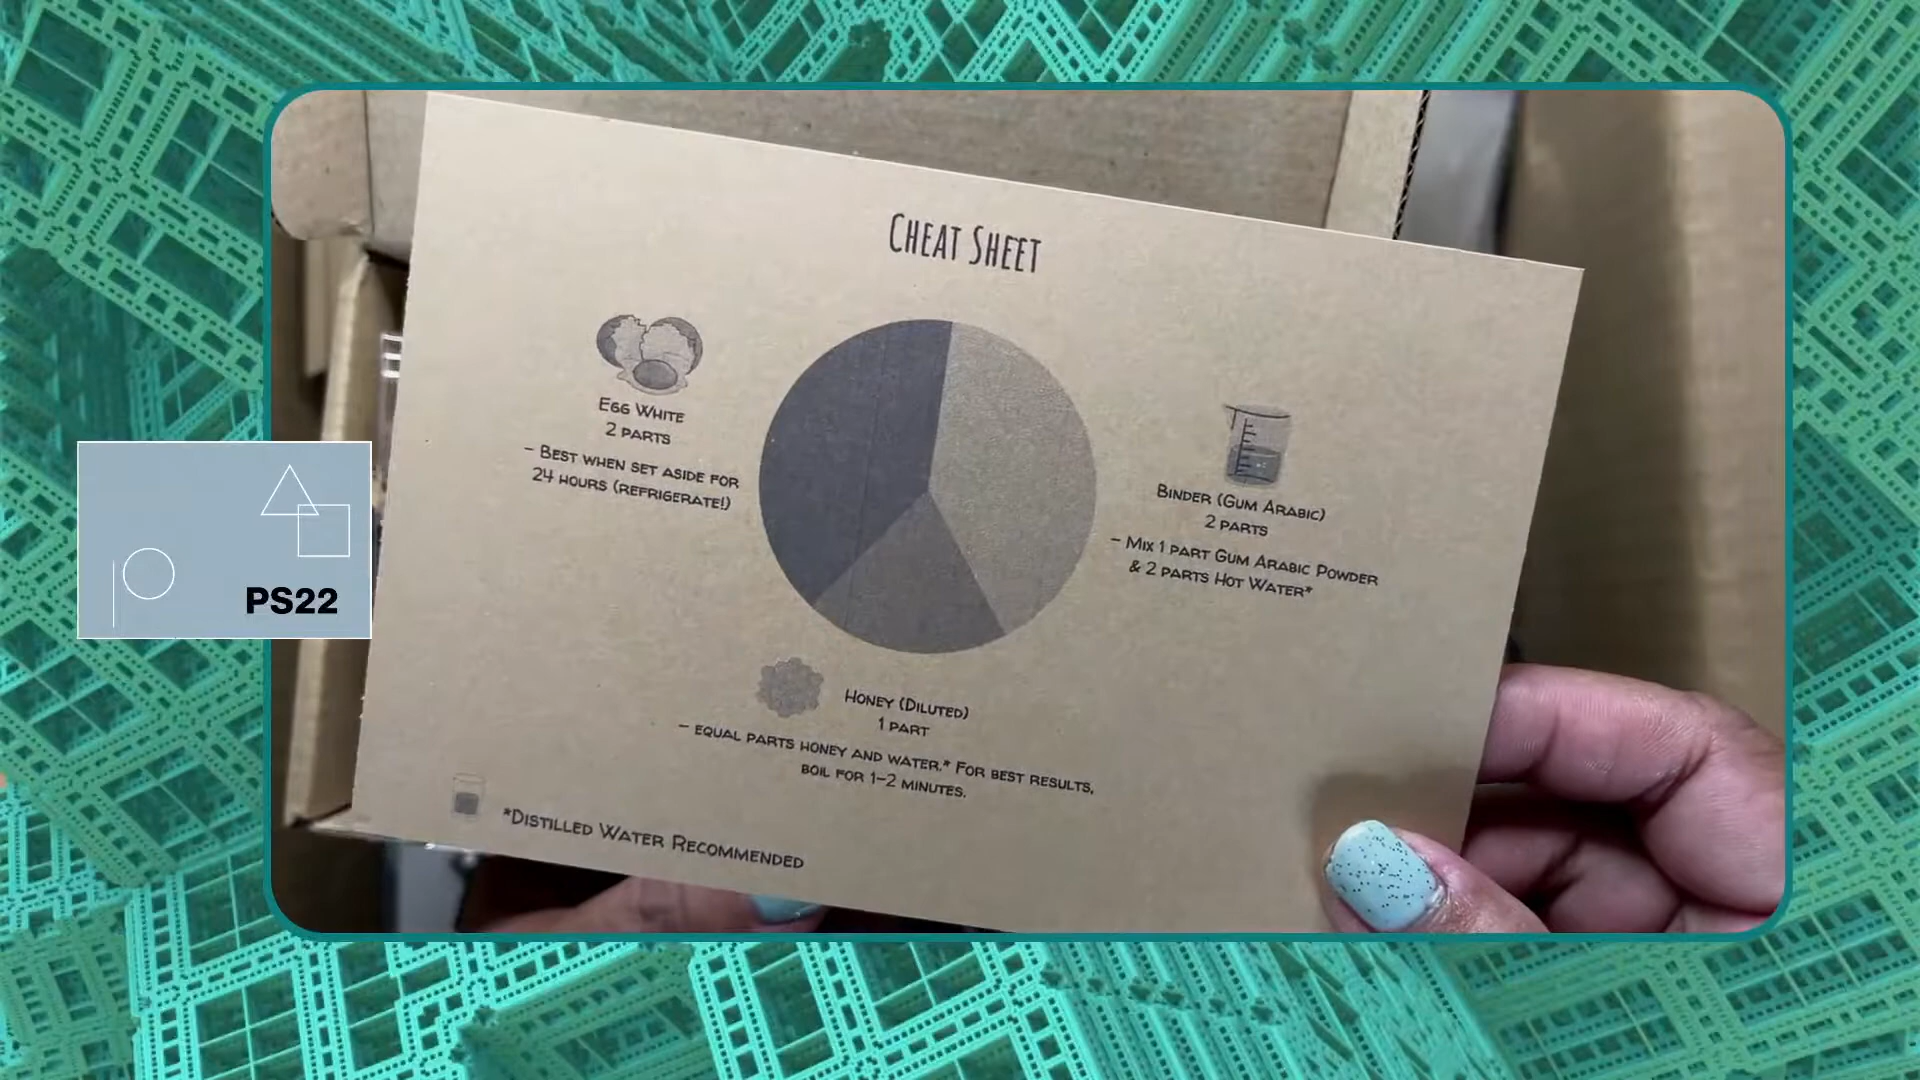 CHEAT SHEET
EGG WHITE
2 PARTS
- BEST WHEN SET ASIDE FOR
24 HOURS (REFRIGERATE!)
BINDER (GUM ARABIC)
2 PARTS
- MIX 1 PART GUM ARABIC POWDER
& 2 PARTS HOT WATER*
HONEY (DILUTED)
1 PART
- EQUAL PARTS HONEY AND WATER.* FOR BEST RESULTS,
BOIL FOR 1-2 MINUTES.
*DISTILLED WATER RECOMMENDED
PS22